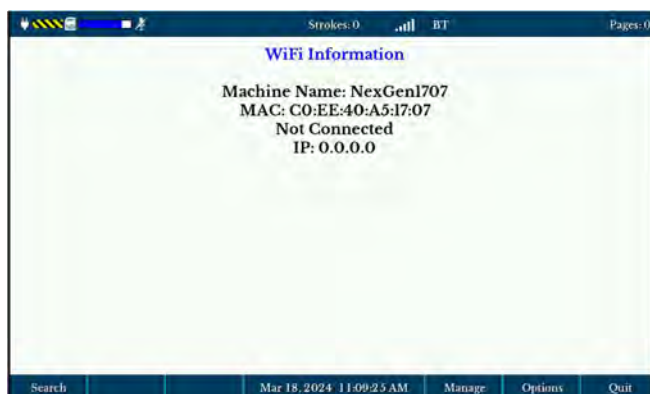 Strokes: 0 BT Pages: 0
WiFi Information
Machine Name: NexGen1707
MAC: C0:EE:40:A5:17:07
Not Connected
IP: 0.0.0.0
Search Mar 18, 2024 11:09:25 AM Manage Options Quit